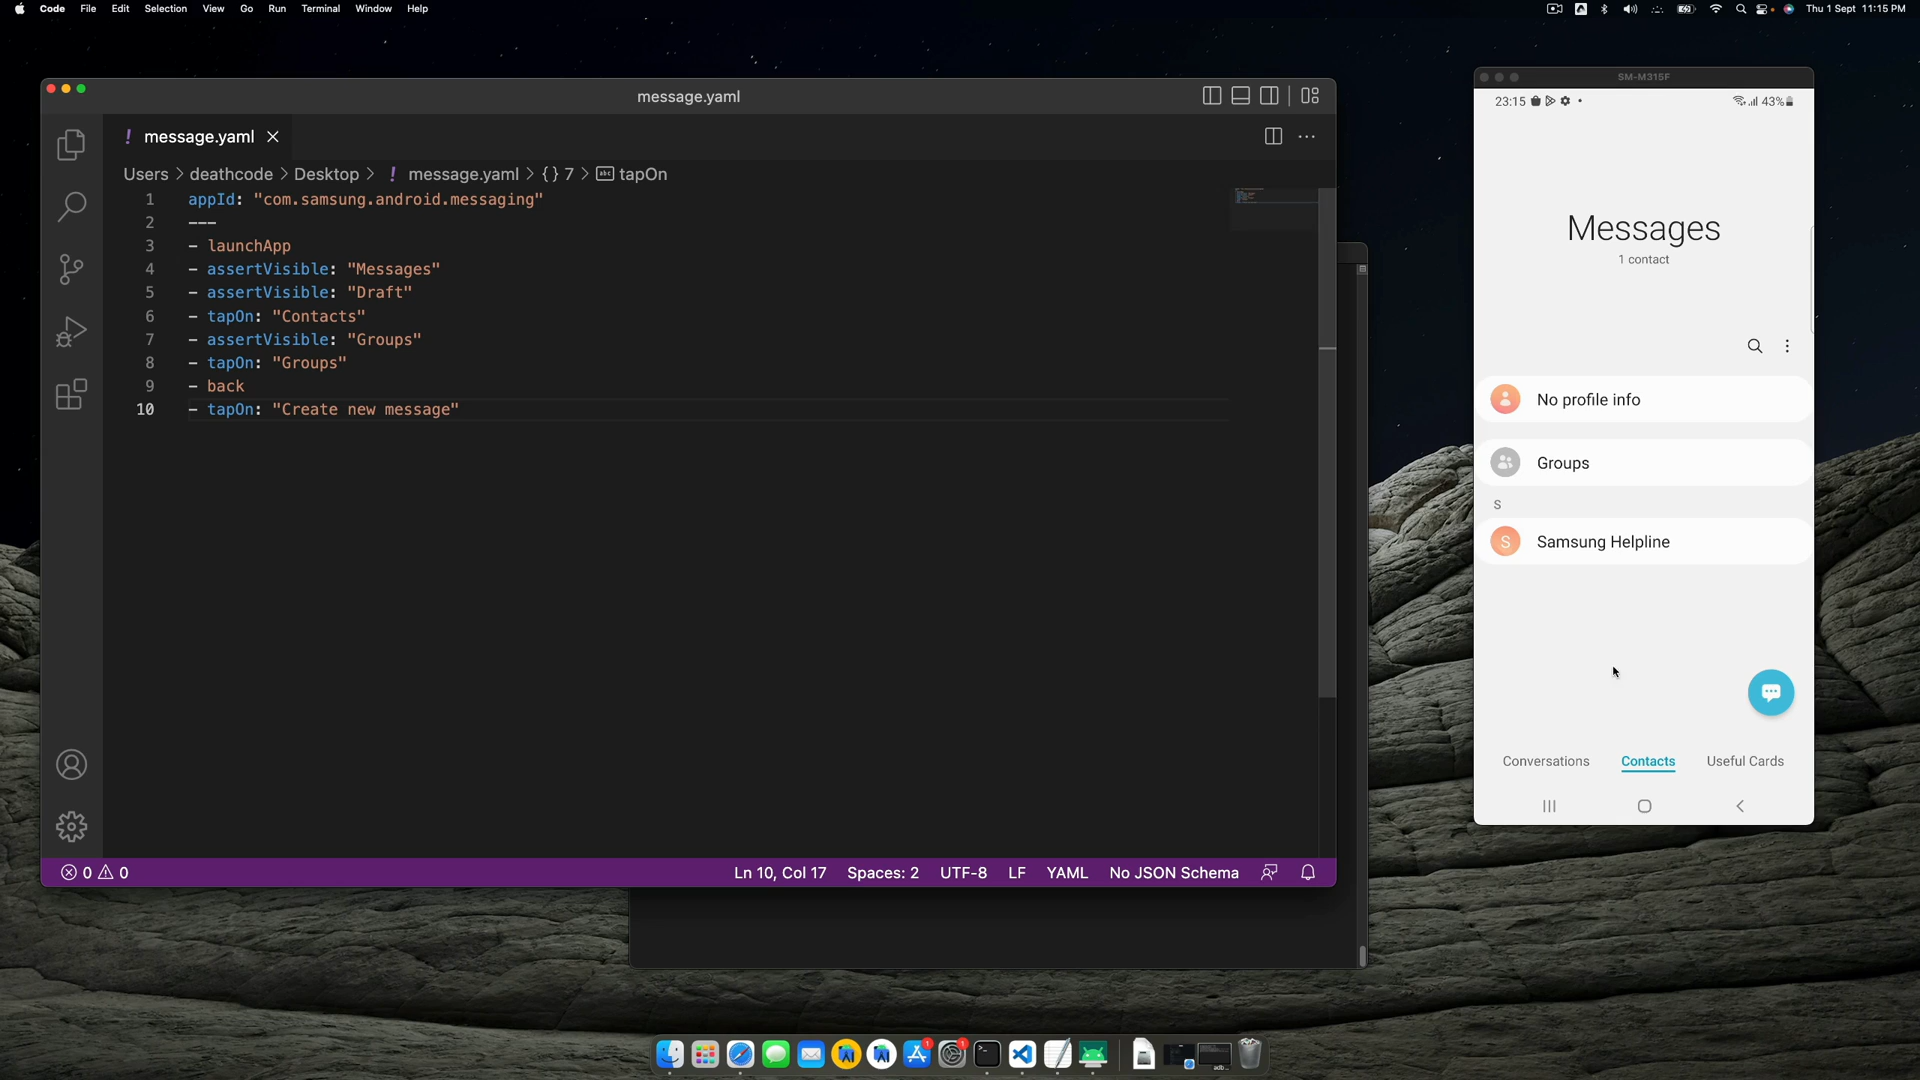 Code File Edit Selection View Go Run Terminal Window Help
Thu 1 Sept 11:15 PM
message.yaml
! message.yaml
Users > deathcode > Desktop > ! message.yaml > {} 7 > abc tapOn
1 appId: "com.samsung.android.messaging"
2 ---
3 - launchApp
4 - assertVisible: "Messages"
5 - assertVisible: "Draft"
6 - tapOn: "Contacts"
7 - assertVisible: "Groups"
8 - tapOn: "Groups"
9 - back
10 - tapOn: "Create new message"
0 0 Ln 10, Col 17 Spaces: 2 UTF-8 LF YAML No JSON Schema
SM-M315F
23:15 43%
Messages
1 contact
No profile info
Groups
S
S Samsung Helpline
Conversations Contacts Useful Cards
1 1
adb...